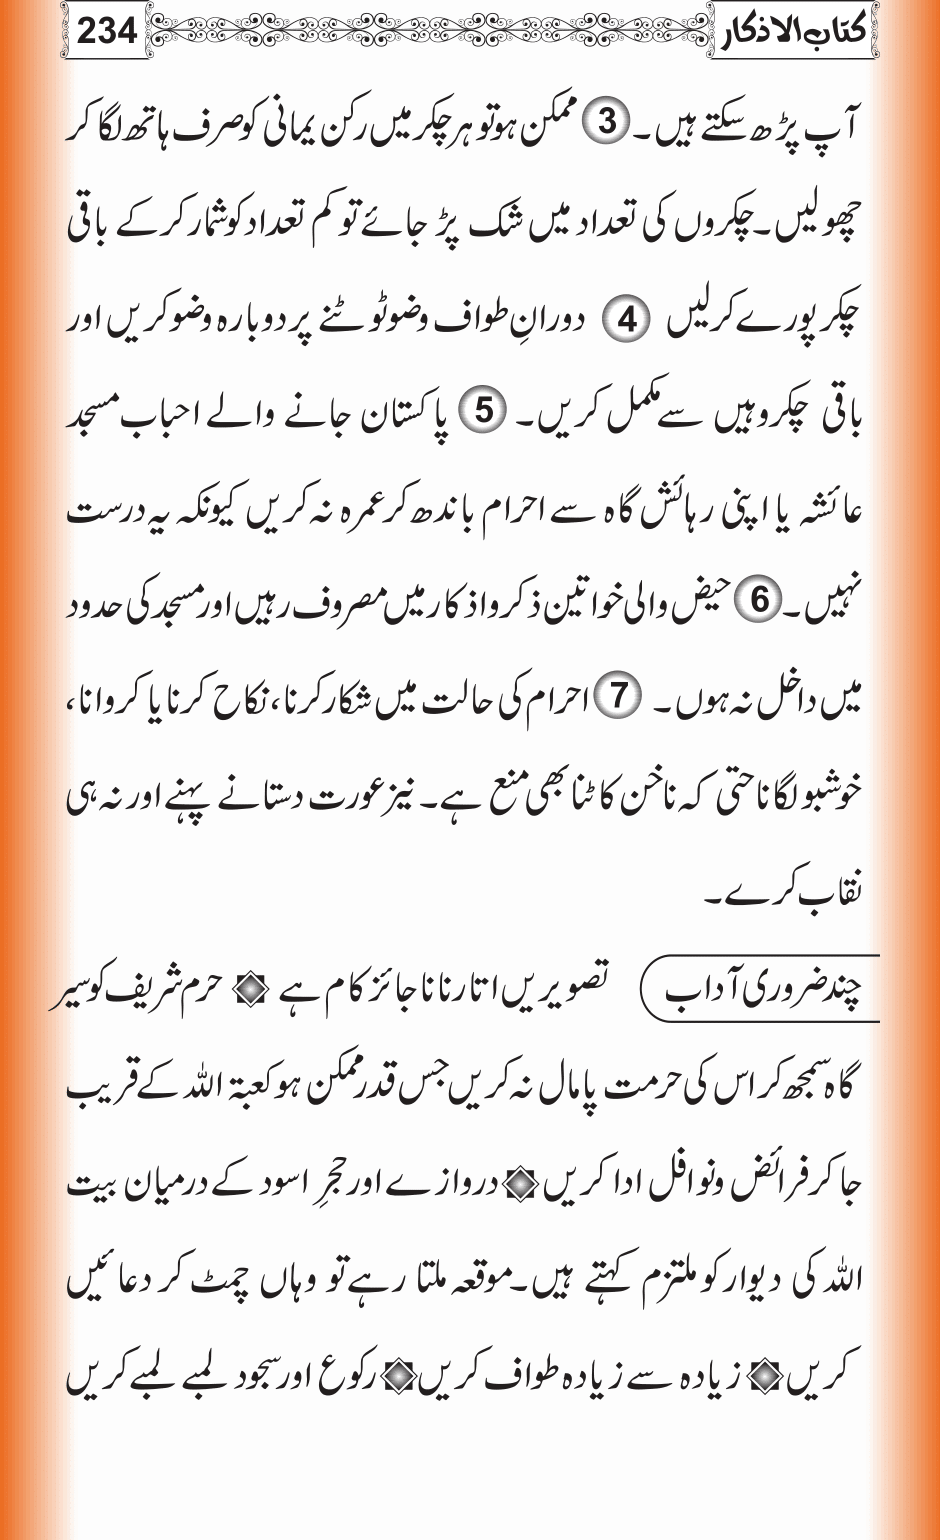 کتاب الاذکار 234
آپ پڑھ سکتے ہیں۔ 3 ممکن ہو تو ہر چکر میں رکن یمانی کو صرف ہاتھ لگا کر
چھو لیں۔ چکروں کی تعداد میں شک پڑ جائے تو کم تعداد کو شمار کر کے باقی
چکر پورے کر لیں 4 دورانِ طواف وضو ٹوٹنے پر دوبارہ وضو کریں اور
باقی چکر وہیں سے مکمل کریں۔ 5 پاکستان جانے والے احباب مسجد
عائشہ یا اپنی رہائش گاہ سے احرام باندھ کر عمرہ نہ کریں کیونکہ یہ درست
نہیں۔ 6 حیض والی خواتین ذکر و اذکار میں مصروف رہیں اور مسجد کی حدود
میں داخل نہ ہوں۔ 7 احرام کی حالت میں شکار کرنا، نکاح کرنا یا کروانا،
خوشبو لگانا حتی کہ ناخن کاٹنا بھی منع ہے۔ نیز عورت دستانے پہنے اور نہ ہی
نقاب کرے۔
چند ضروری آداب تصویریں اتارنا ناجائز کام ہے ۞ حرم شریف کو سیر
گاہ سمجھ کر اس کی حرمت پامال نہ کریں جس قدر ممکن ہو کعبۃ اللہ کے قریب
جا کر فرائض و نوافل ادا کریں ۞ دروازے اور حجرِ اسود کے درمیان بیت
اللہ کی دیوار کو ملتزم کہتے ہیں۔ موقعہ ملتا رہے تو وہاں چمٹ کر دعائیں
کریں ۞ زیادہ سے زیادہ طواف کریں ۞ رکوع اور سجود لمبے لمبے کریں